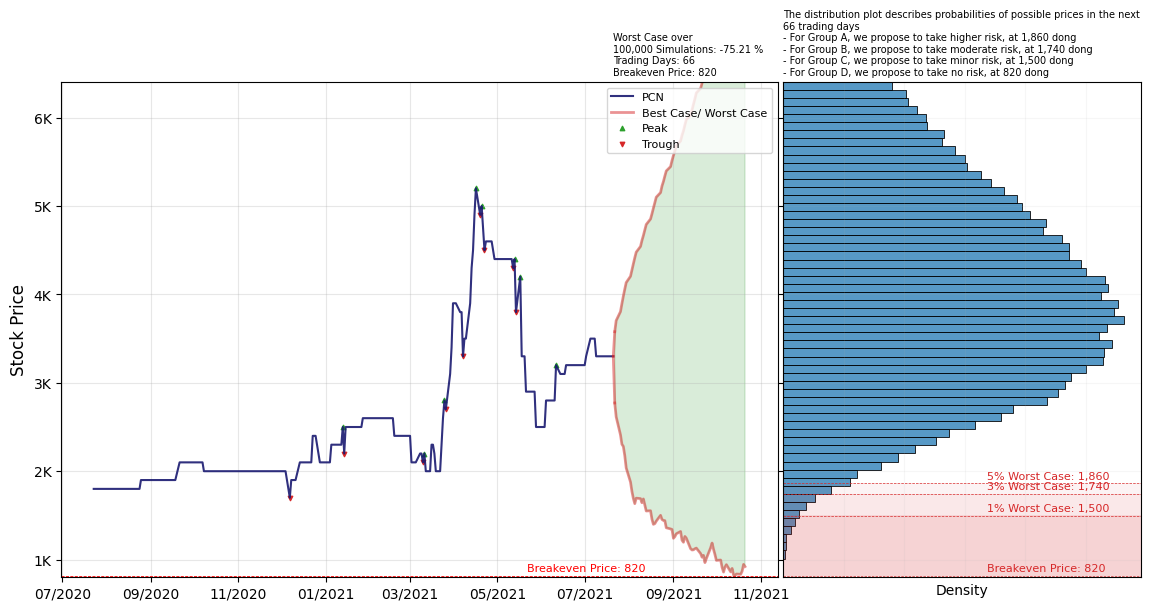 The distribution plot describes probabilities of possible prices in the next
66 trading days
- For Group A, we propose to take higher risk, at 1,860 dong
- For Group B, we propose to take moderate risk, at 1,740 dong
- For Group C, we propose to take minor risk, at 1,500 dong
- For Group D, we propose to take no risk, at 820 dong
Worst Case over
100,000 Simulations: -75.21 %
Trading Days: 66
Breakeven Price: 820
PCN
Best Case/ Worst Case
Peak
Trough
Stock Price
6K
5K
4K
3K
2K
1K
Breakeven Price: 820
07/2020
09/2020
11/2020
01/2021
03/2021
05/2021
07/2021
09/2021
11/2021
5% Worst Case: 1,860
3% Worst Case: 1,740
1% Worst Case: 1,500
Breakeven Price: 820
Density